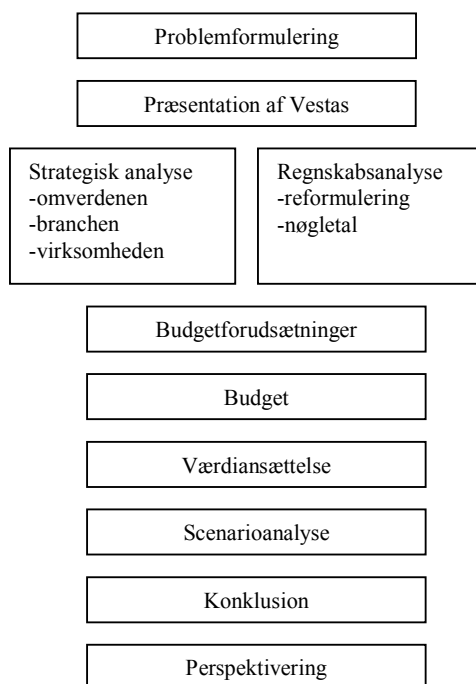 Problemformulering
Præsentation af Vestas
Strategisk analyse
-omverdenen
-branchen
-virksomheden
Regnskabsanalyse
-reformulering
-nøgletal
Budgetforudsætninger
Budget
Værdiansættelse
Scenarioanalyse
Konklusion
Perspektivering